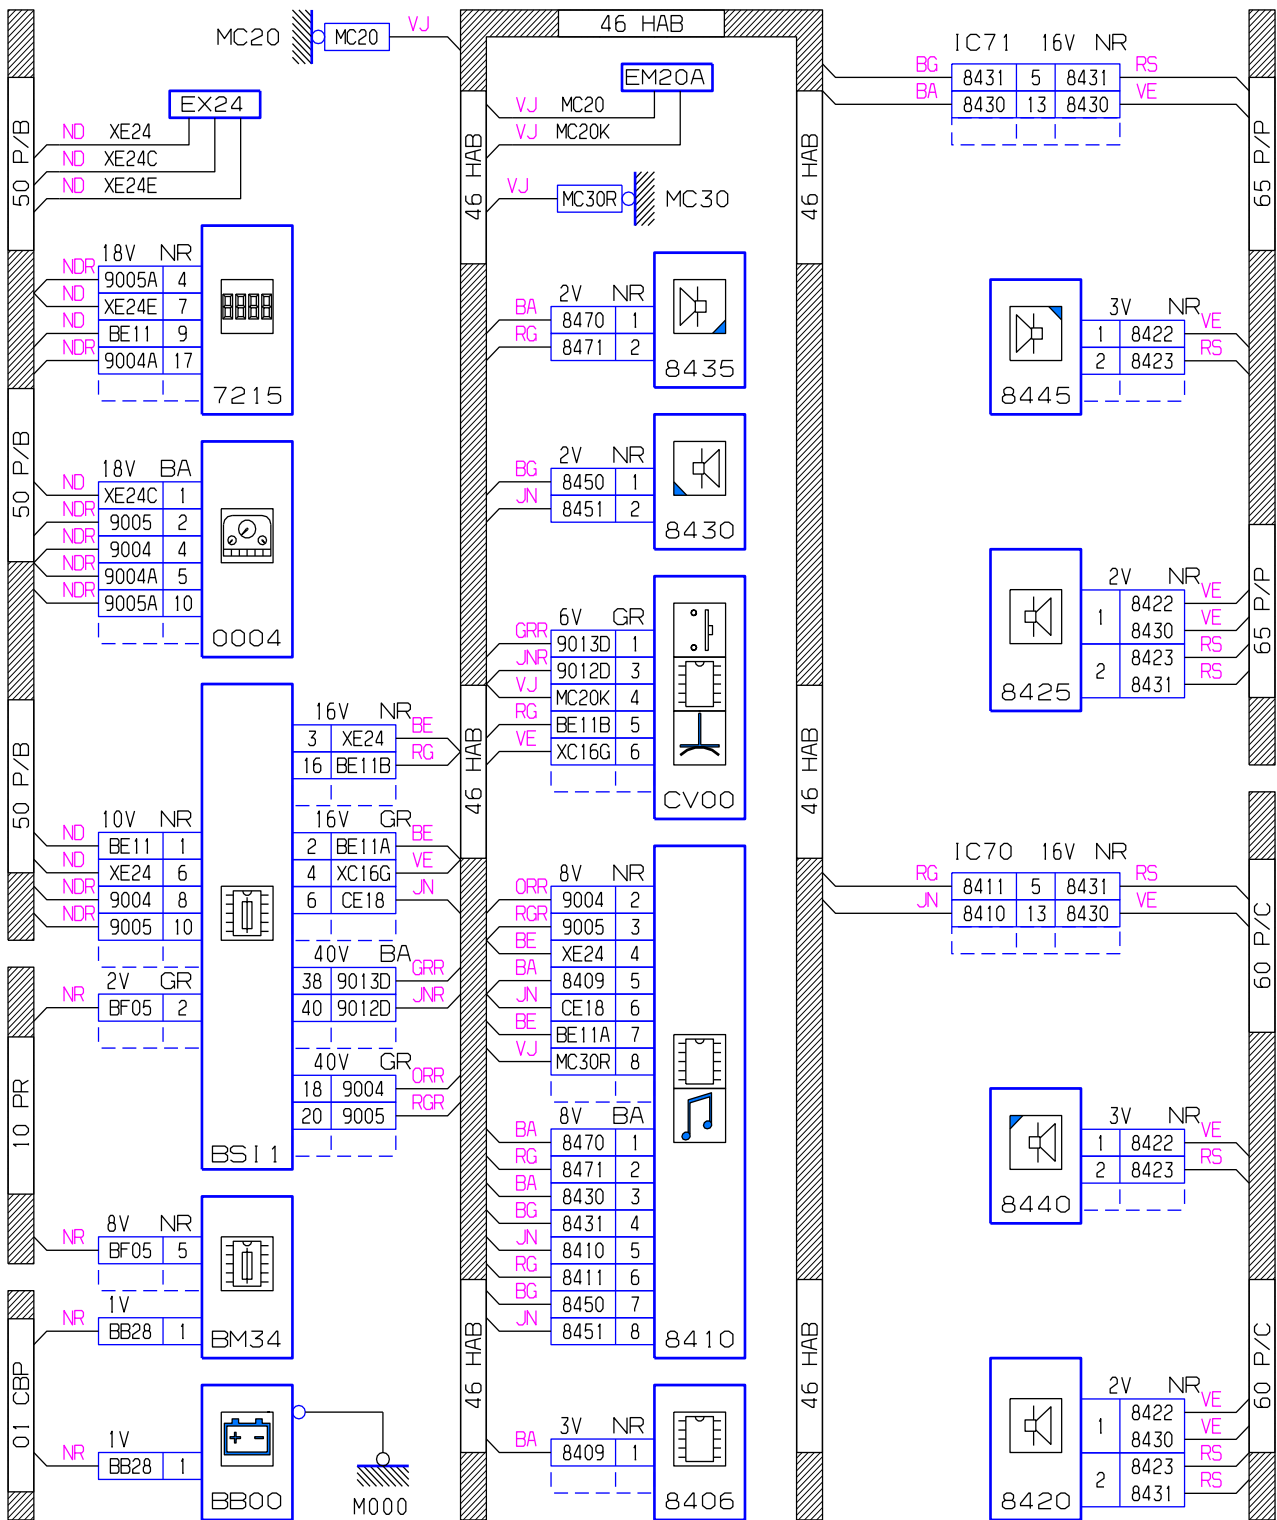 MC20 MC20 VJ
46 HAB
EX24
ND XE24
ND XE24C
ND XE24E
50 P/B
18V NR
NDR 9005A 4
ND XE24E 7
ND BE11 9
NDR 9004A 17
7215
50 P/B
18V BA
ND XE24C 1
NDR 9005 2
NDR 9004 4
NDR 9004A 5
NDR 9005A 10
0004
50 P/B
10V NR
ND BE11 1
ND XE24 6
NDR 9004 8
NDR 9005 10
2V GR
NR BF05 2
16V NR
3 XE24 BE
16 BE11B RG
16V GR
2 BE11A BE
4 XC16G VE
6 CE18 JN
40V BA
38 9013D GRR
40 9012D JNR
40V GR
18 9004 ORR
20 9005 RGR
BSI1
10 PR
8V NR
NR BF05 5
1V
NR BB28 1
BM34
01 CBP
1V
NR BB28 1
BB00
M000
EM20A
VJ MC20
VJ MC20K
46 HAB
46 HAB
VJ MC30R MC30
2V NR
BA 8470 1
RG 8471 2
8435
2V NR
BG 8450 1
JN 8451 2
8430
6V GR
GRR 9013D 1
JNR 9012D 3
VJ MC20K 4
RG BE11B 5
VE XC16G 6
CV00
46 HAB
46 HAB
8V NR
ORR 9004 2
RGR 9005 3
BE XE24 4
BA 8409 5
JN CE18 6
BE BE11A 7
VJ MC30R 8
8V BA
BA 8470 1
RG 8471 2
BA 8430 3
BG 8431 4
JN 8410 5
RG 8411 6
BG 8450 7
JN 8451 8
8410
46 HAB
46 HAB
3V NR
BA 8409 1
8406
IC71 16V NR
BG 8431 5 8431 RS
BA 8430 13 8430 VE
65 P/P
3V NR
1 8422 VE
2 8423 RS
8445
2V NR
1 8422 VE
8430 VE
2 8423 RS
8431 RS
8425
65 P/P
IC70 16V NR
RG 8411 5 8431 RS
JN 8410 13 8430 VE
60 P/C
3V NR
1 8422 VE
2 8423 RS
8440
2V NR
1 8422 VE
8430 VE
2 8423 RS
8431 RS
8420
60 P/C